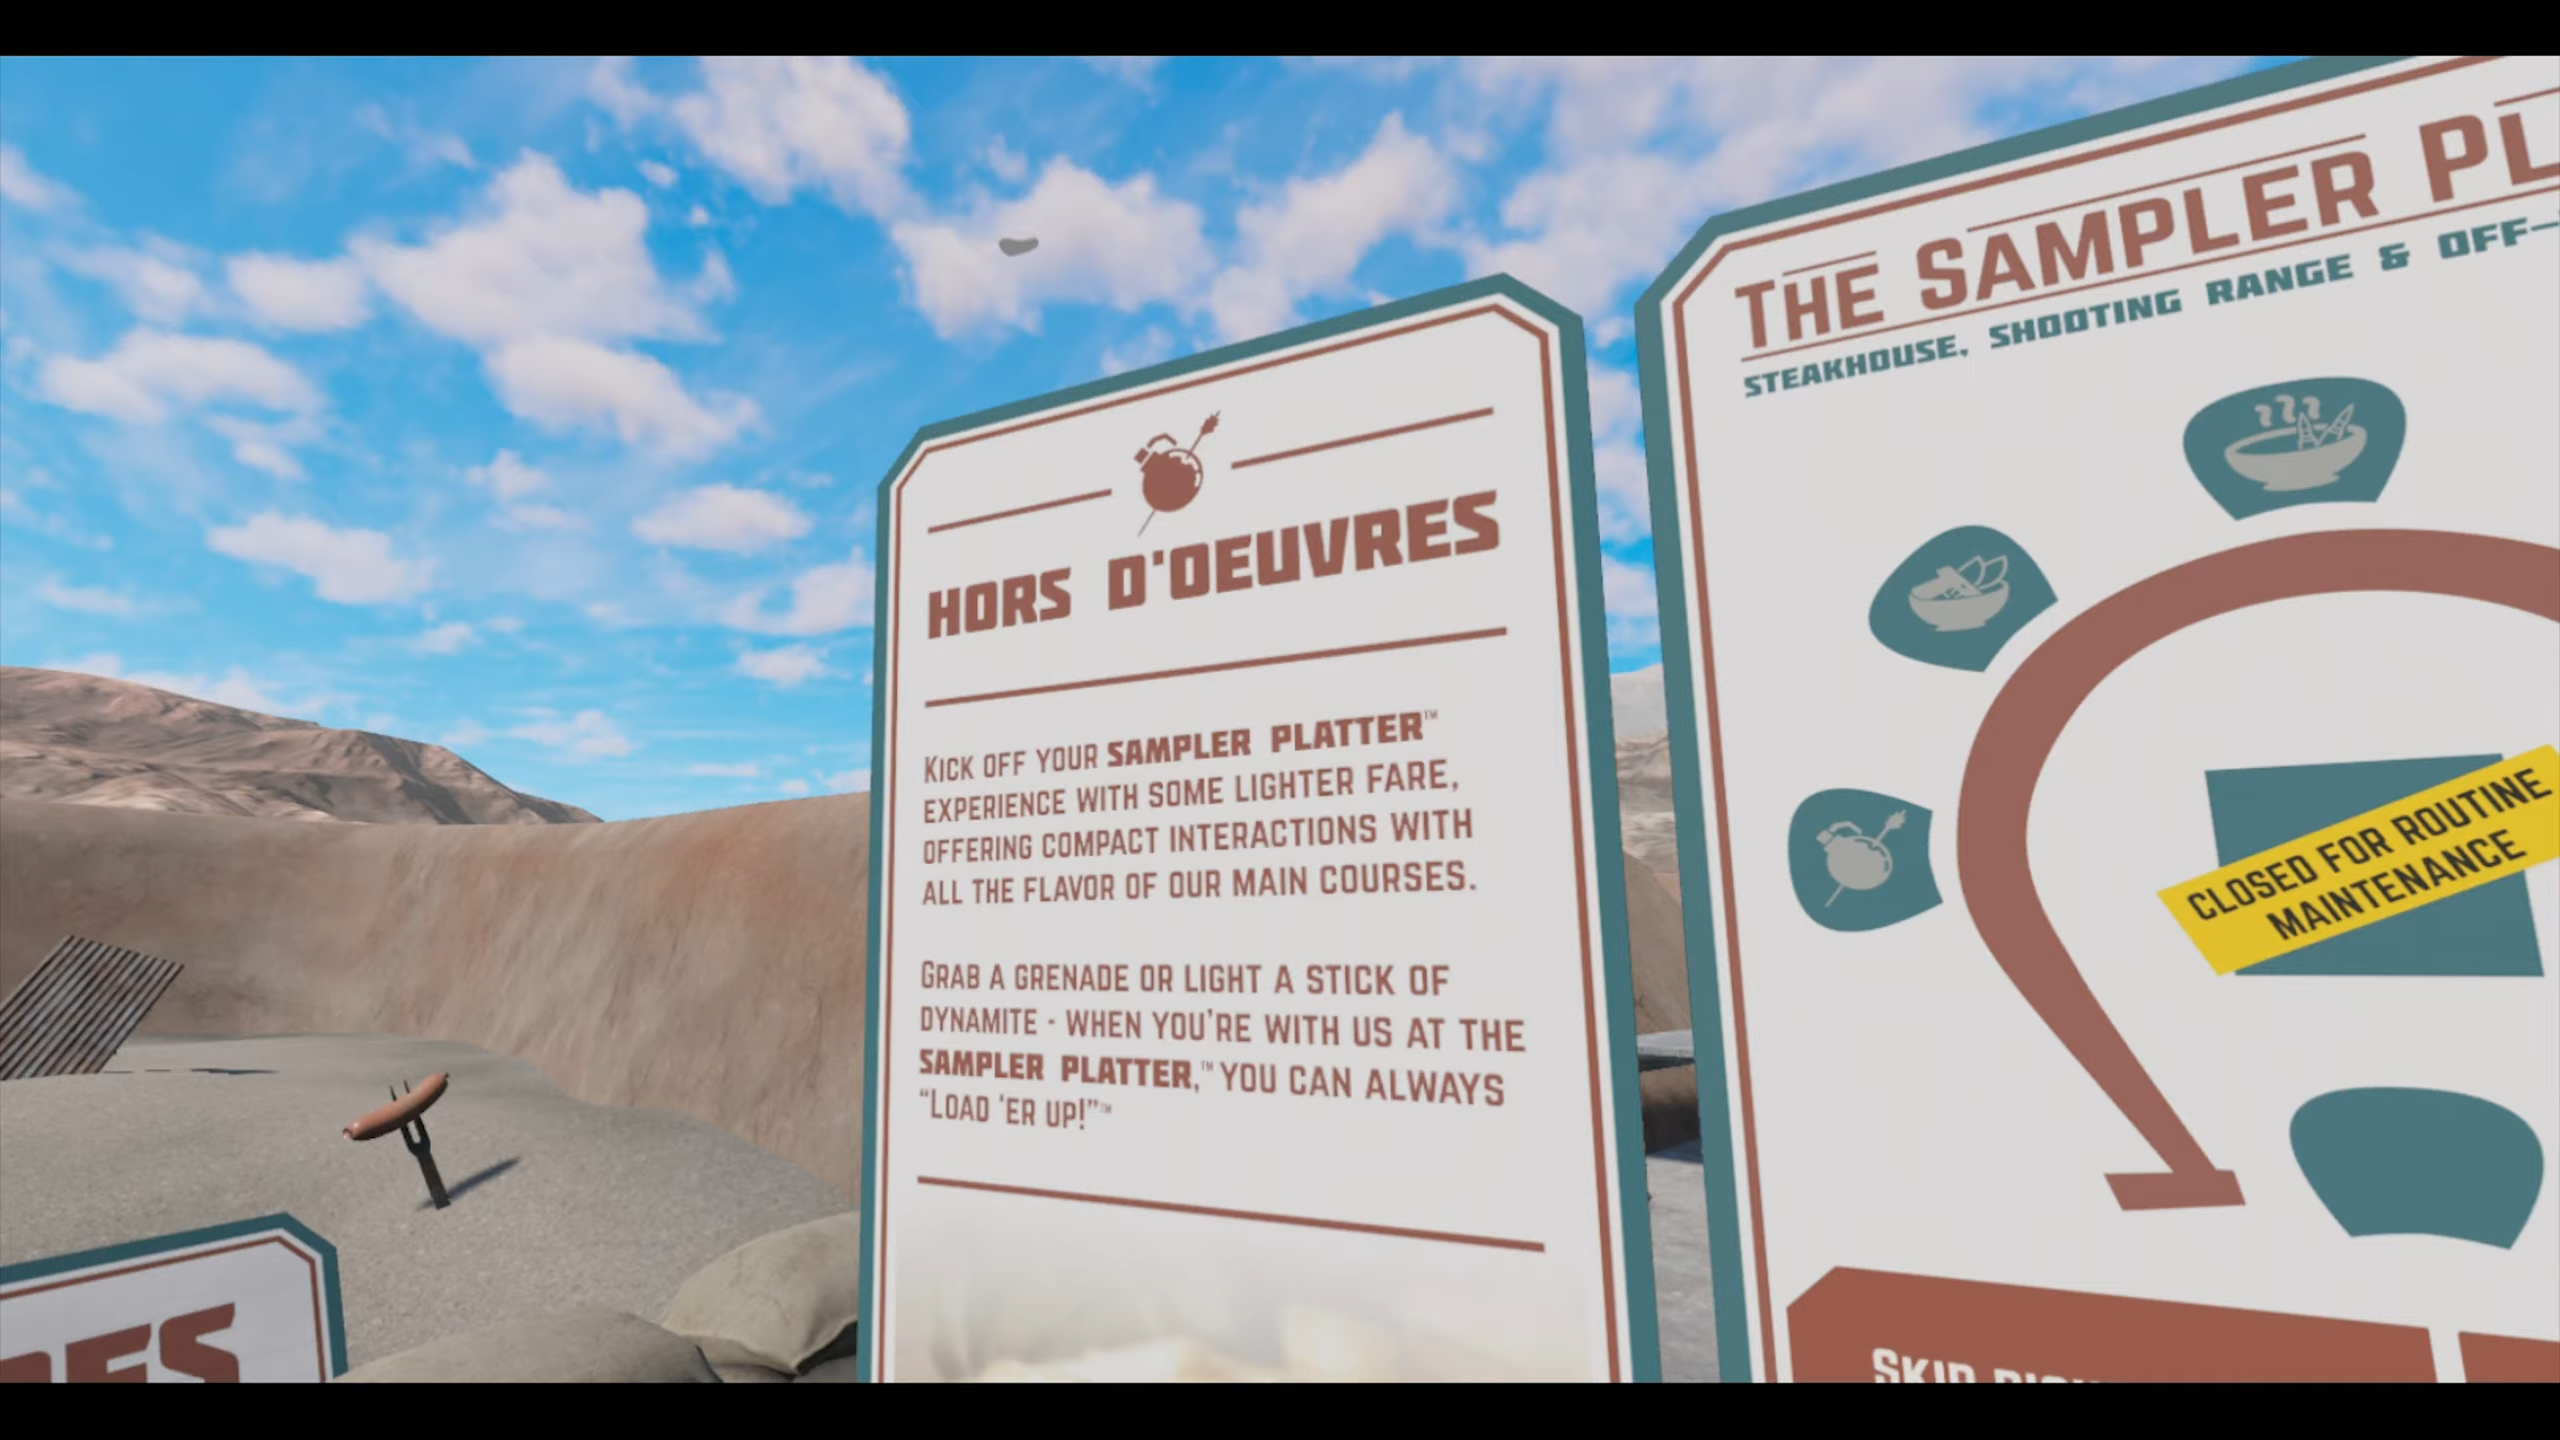 HORS D'OEUVRES
KICK OFF YOUR SAMPLER PLATTER™
EXPERIENCE WITH SOME LIGHTER FARE,
OFFERING COMPACT INTERACTIONS WITH
ALL THE FLAVOR OF OUR MAIN COURSES.
GRAB A GRENADE OR LIGHT A STICK OF
DYNAMITE - WHEN YOU'RE WITH US AT THE
SAMPLER PLATTER,™ YOU CAN ALWAYS
“LOAD ‘ER UP!”™
THE SAMPLER PL
STEAKHOUSE, SHOOTING RANGE & OFF-
CLOSED FOR ROUTINE
MAINTENANCE
SKIP
RES